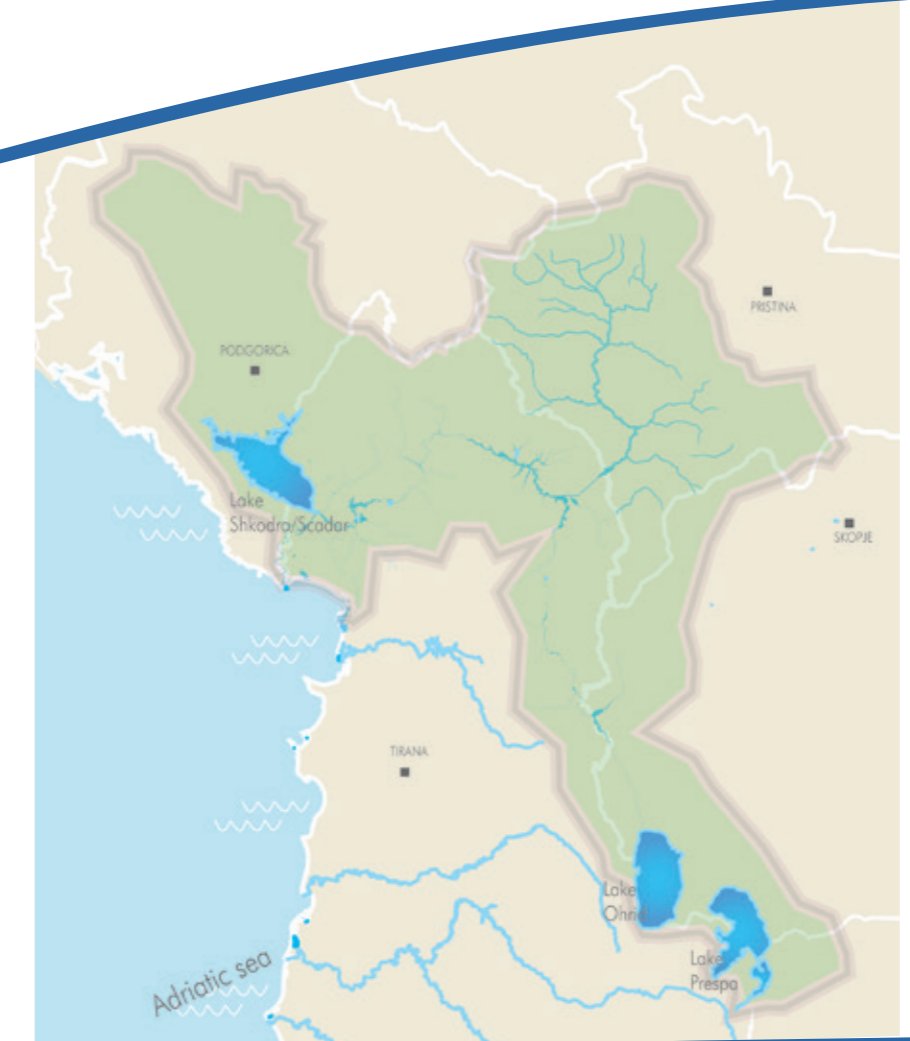 PRISTINA
PODGORICA
Lake
Shkodra/Scadar
SKOPJE
TIRANA
Lake
Ohrid
Lake
Prespa
Adriatic sea